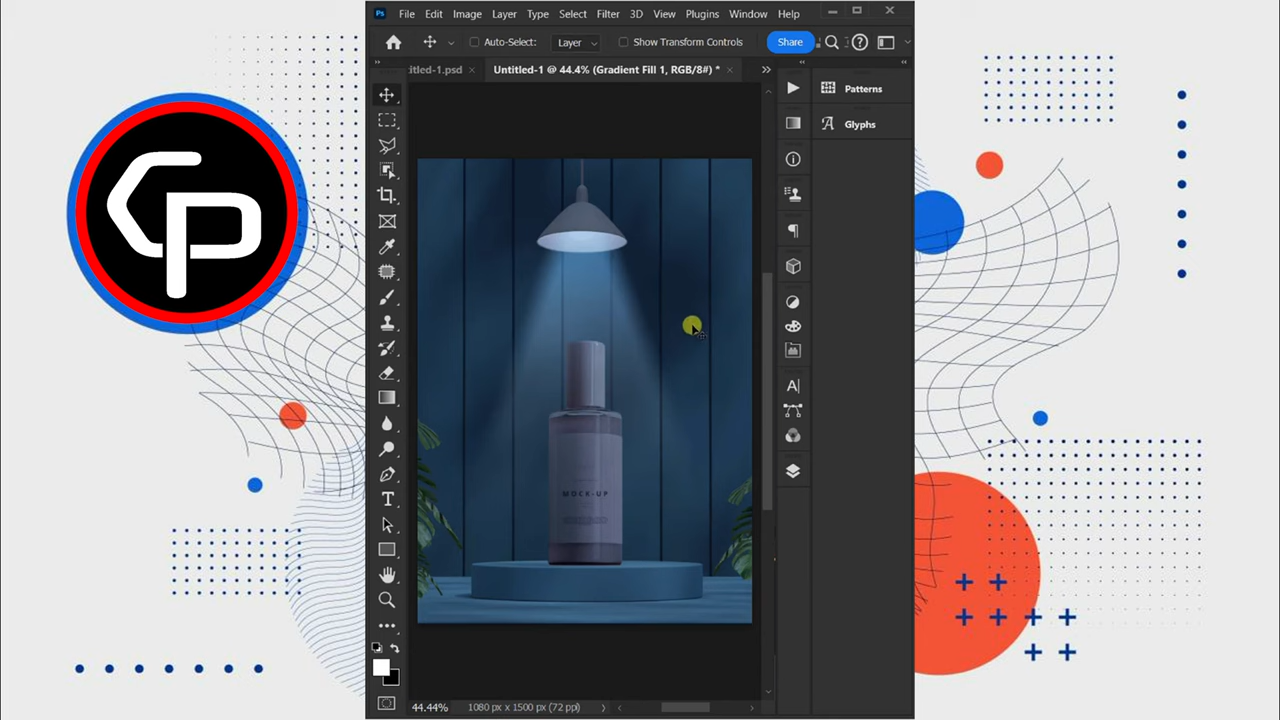 Ps File Edit Image Layer Type Select Filter 3D View Plugins Window Help
Auto-Select: Layer Show Transform Controls Share
itled-1.psd Untitled-1 @ 44.4% (Gradient Fill 1, RGB/8#) *
Patterns
Glyphs
CP
MOCK-UP
44.44% 1080 px x 1500 px (72 ppi)